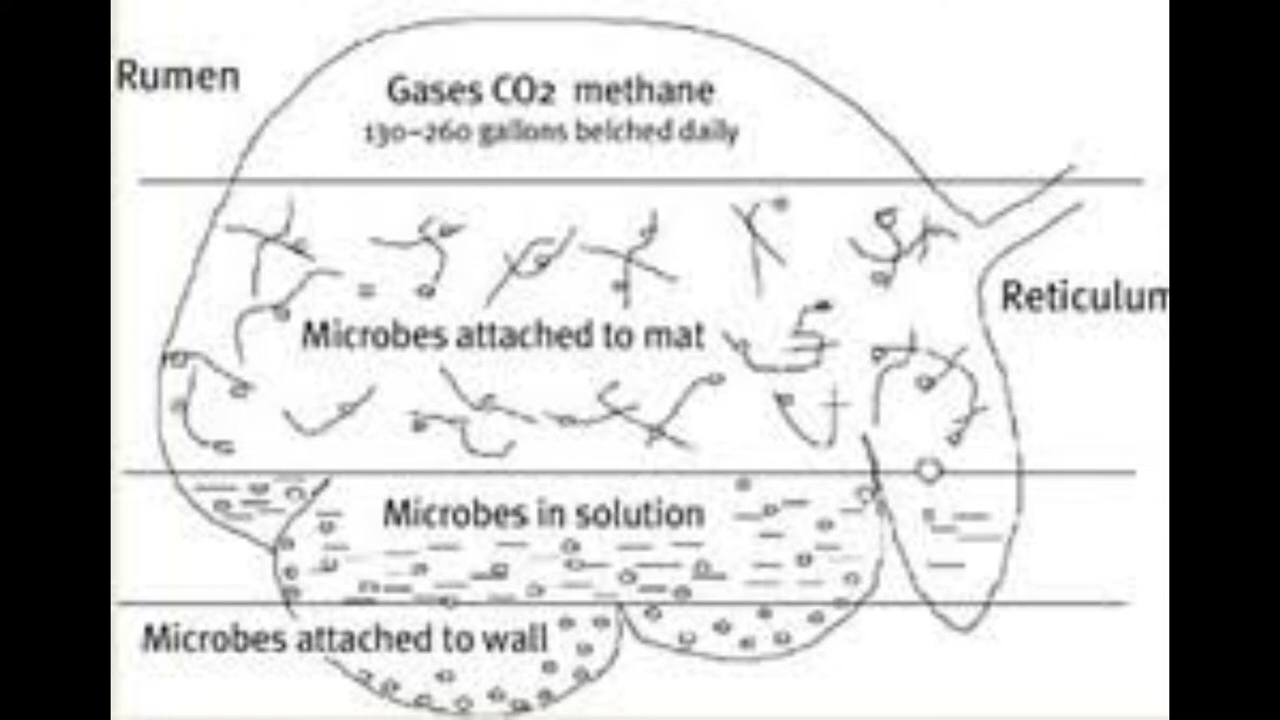 Rumen
Gases CO2 methane
130-260 gallons belched daily
Reticulum
Microbes attached to mat
Microbes in solution
Microbes attached to wall